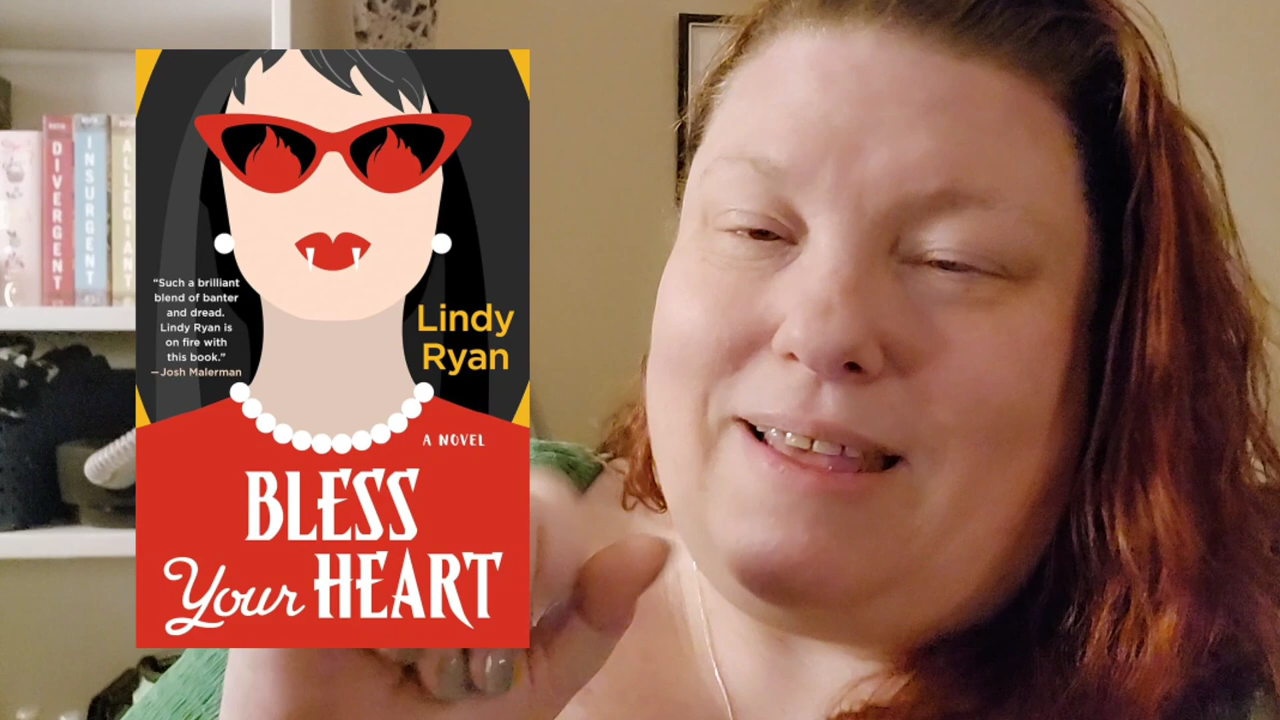 DIVERGENT
INSURGENT
ALLEGIANT
"Such a brilliant
blend of banter
and dread.
Lindy Ryan is
on fire with
this book."
—Josh Malerman
Lindy
Ryan
A NOVEL
BLESS
Your HEART